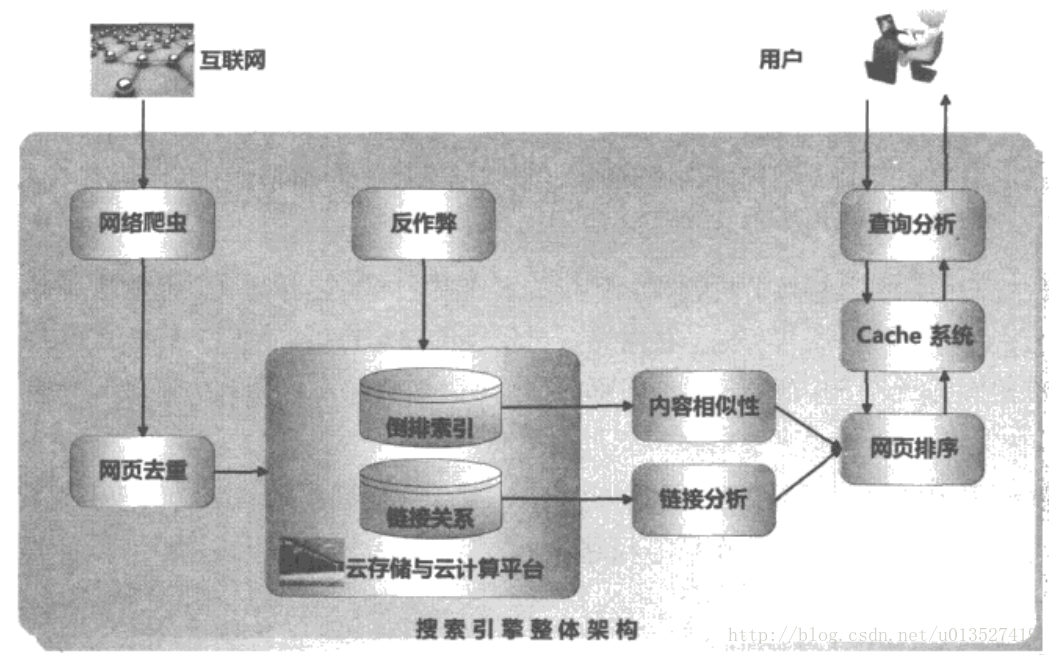 互联网
用户
网络爬虫
反作弊
查询分析
Cache 系统
倒排索引
内容相似性
网页排序
网页去重
链接关系
链接分析
云存储与云计算平台
搜索引擎整体架构
http://blog.csdn.net/u013527419